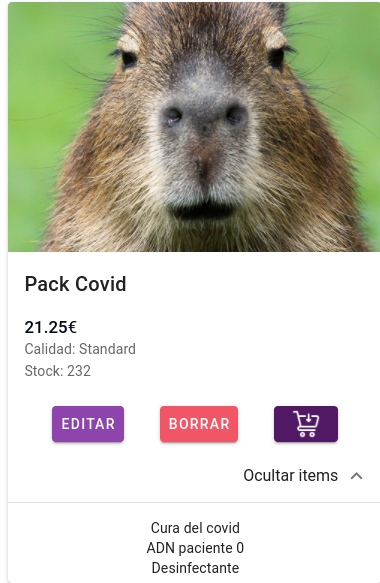 Pack Covid
21.25€
Calidad: Standard
Stock: 232
EDITAR BORRAR
Ocultar items
Cura del covid
ADN paciente 0
Desinfectante